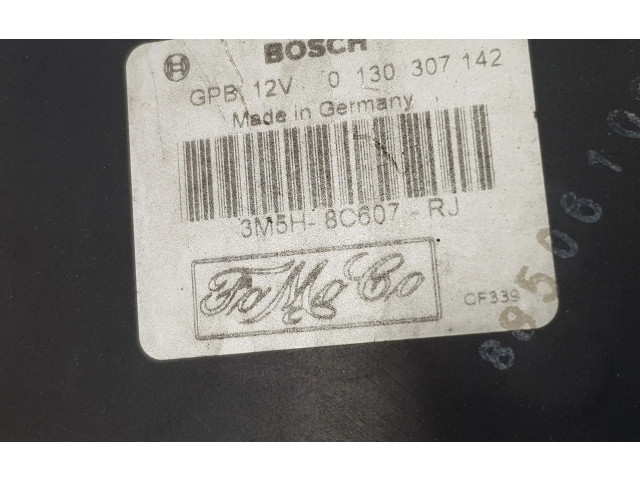 BOSCH
GPB 12V 0 130 307 142
Made in Germany
3M5H-8C607-RJ
FoMoCo
CF339